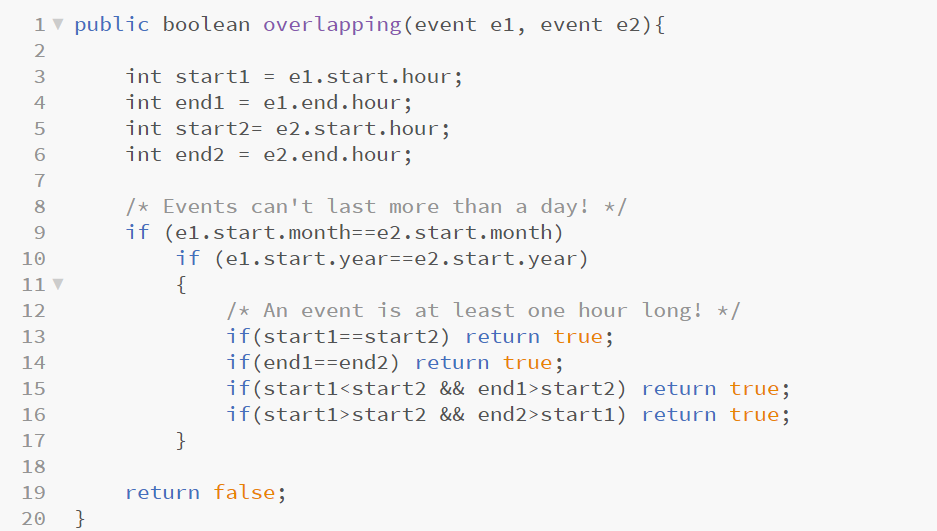 1 public boolean overlapping(event e1, event e2){
2
3 int start1 = e1.start.hour;
4 int end1 = e1.end.hour;
5 int start2= e2.start.hour;
6 int end2 = e2.end.hour;
7
8 /* Events can't last more than a day! */
9 if (e1.start.month==e2.start.month)
10 if (e1.start.year==e2.start.year)
11 {
12 /* An event is at least one hour long! */
13 if(start1==start2) return true;
14 if(end1==end2) return true;
15 if(start1<start2 && end1>start2) return true;
16 if(start1>start2 && end2>start1) return true;
17 }
18
19 return false;
20 }